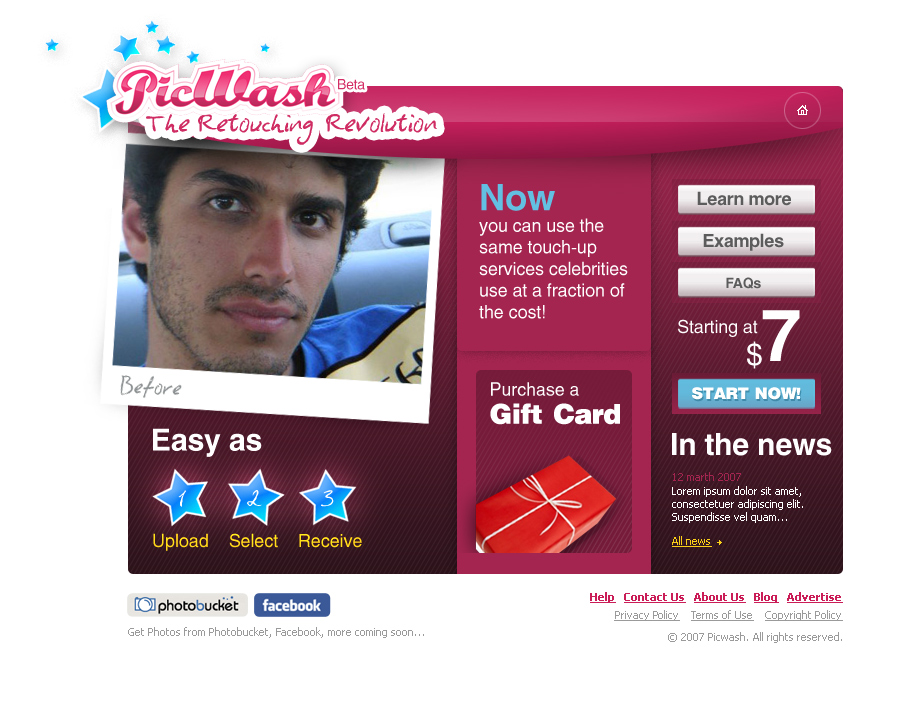 PicWash Beta
The Retouching Revolution
Before
Easy as
1 2 3
Upload Select Receive
Now
you can use the
same touch-up
services celebrities
use at a fraction of
the cost!
Purchase a
Gift Card
Learn more
Examples
FAQs
Starting at
$7
START NOW!
In the news
12 marth 2007
Lorem ipsum dolor sit amet,
consectetuer adipiscing elit.
Suspendisse vel quam...
All news
photobucket facebook
Get Photos from Photobucket, Facebook, more coming soon...
Help Contact Us About Us Blog Advertise
Privacy Policy Terms of Use Copyright Policy
© 2007 Picwash. All rights reserved.